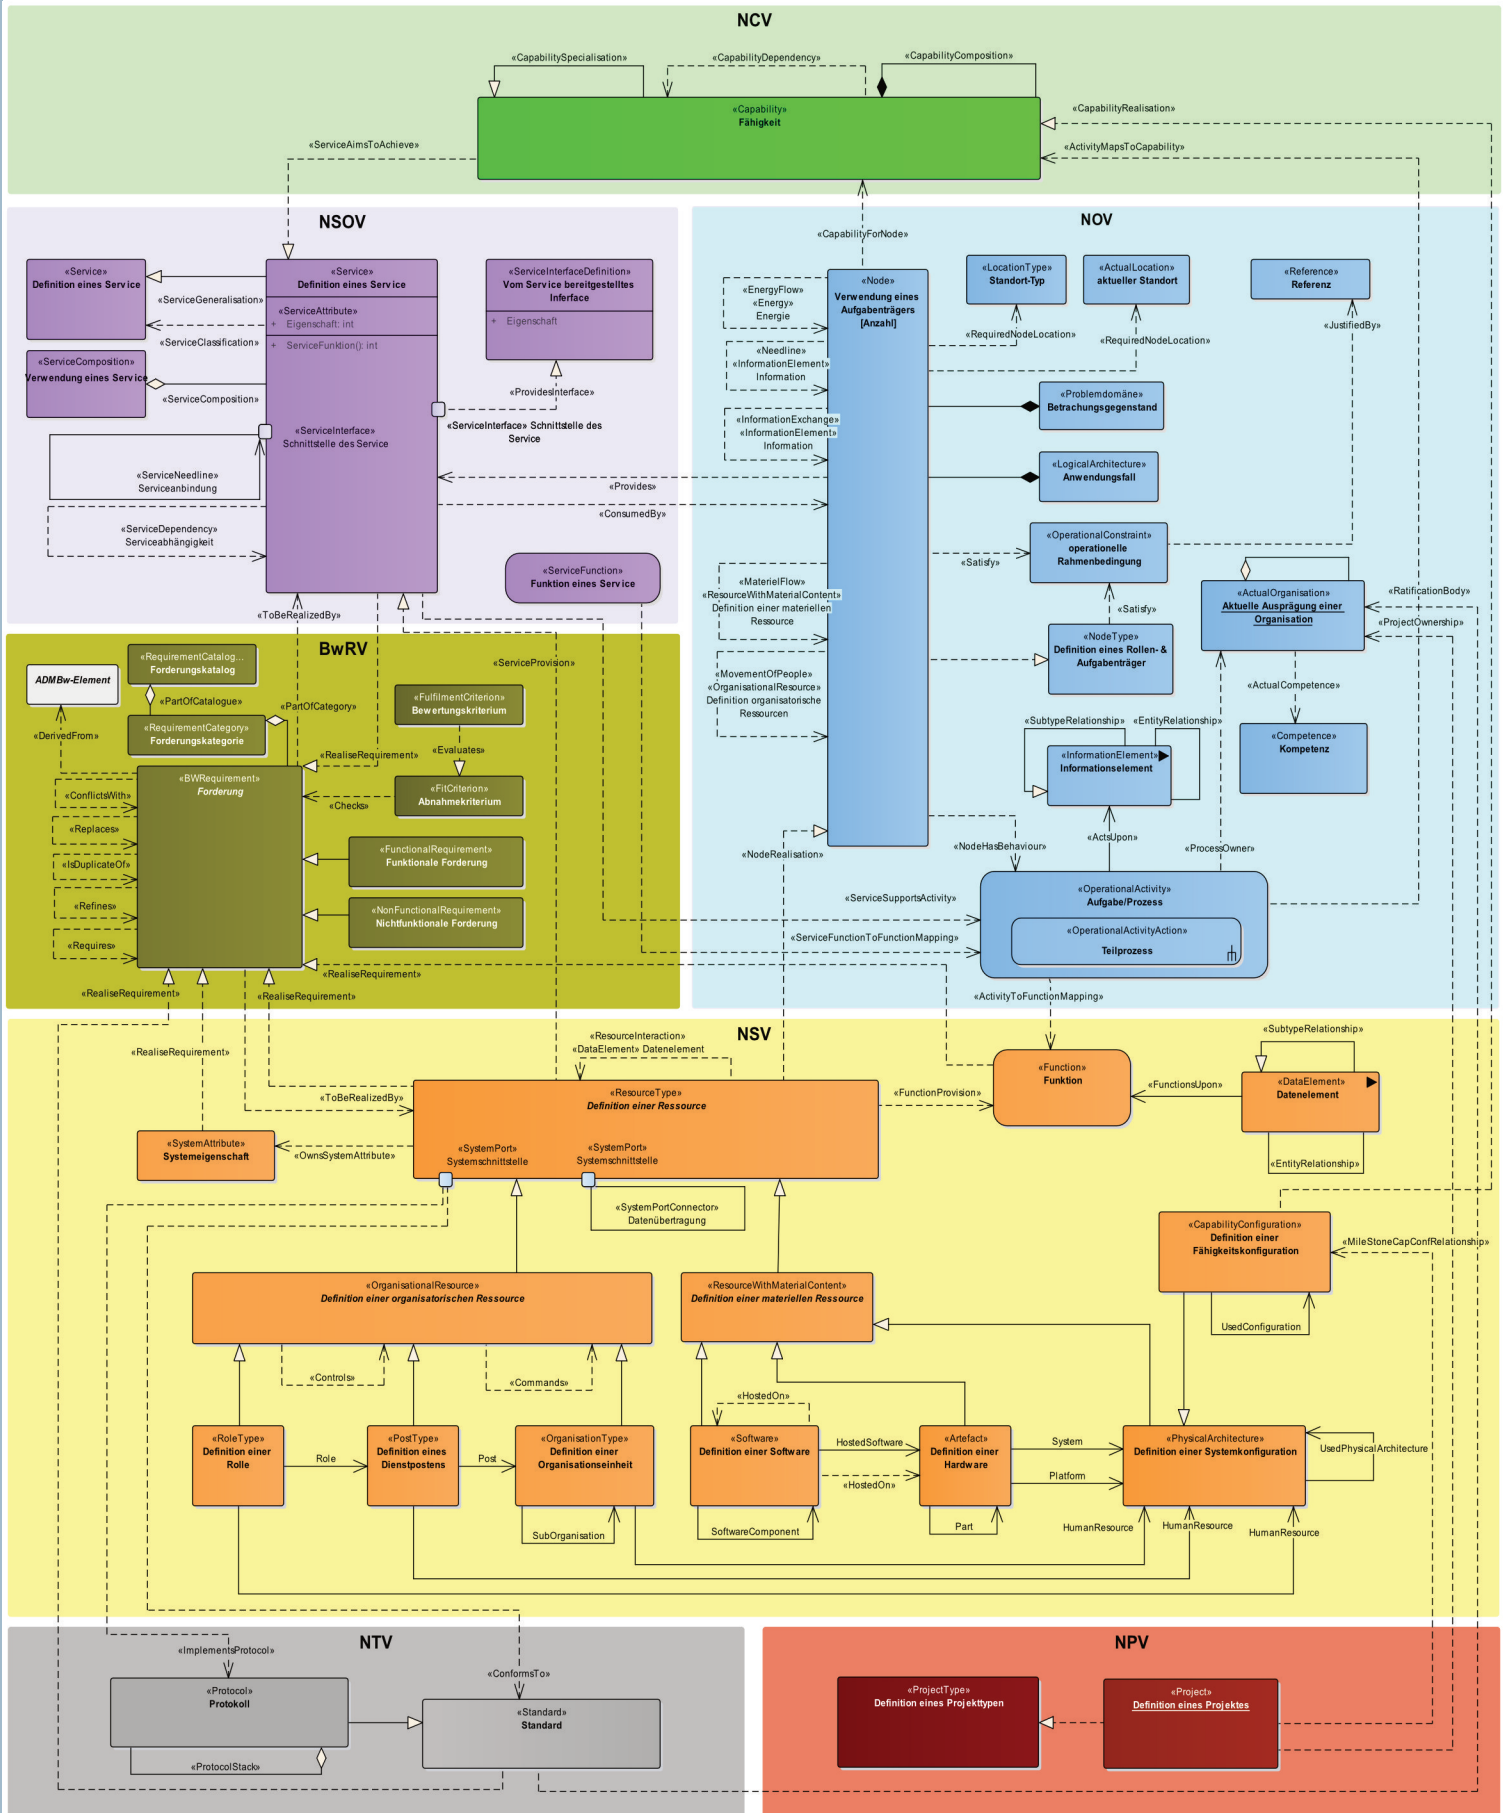 NCV
«CapabilitySpecialisation»
«CapabilityDependency»
«CapabilityComposition»
«Capability»
Fähigkeit
«CapabilityRealisation»
«ServiceAimsToAchieve»
«ActivityMapsToCapability»
NSOV
«Service»
Definition eines Service
«ServiceGeneralisation»
«ServiceClassification»
«ServiceComposition»
Verwendung eines Service
«ServiceComposition»
«Service»
Definition eines Service
«ServiceAttribute»
+ Eigenschaft: int
+ ServiceFunktion(): int
«ServiceInterface»
Schnittstelle des Service
«ServiceInterfaceDefinition»
Vom Service bereitgestelltes
Inferface
+ Eigenschaft
«ProvidesInterface»
«ServiceInterface» Schnittstelle des
Service
«ServiceNeedline»
Serviceanbindung
«ServiceDependency»
Serviceabhängigkeit
«Provides»
«ConsumedBy»
«ServiceFunction»
Funktion eines Service
«ToBeRealizedBy»
«ServiceProvision»
NOV
«CapabilityForNode»
«EnergyFlow»
«Energy»
Energie
«Needline»
«InformationElement»
Information
«InformationExchange»
«InformationElement»
Information
«MaterielFlow»
«ResourceWithMaterialContent»
Definition einer materiellen
Ressource
«MovementOfPeople»
«OrganisationalResource»
Definition organisatorische
Ressourcen
«Node»
Verwendung eines
Aufgabenträgers
[Anzahl]
«LocationType»
Standort-Typ
«ActualLocation»
aktueller Standort
«Reference»
Referenz
«RequiredNodeLocation»
«RequiredNodeLocation»
«JustifiedBy»
«Problemdomäne»
Betrachungsgegenstand
«LogicalArchitecture»
Anwendungsfall
«OperationalConstraint»
operationelle
Rahmenbedingung
«Satisfy»
«Satisfy»
«NodeType»
Definition eines Rollen- &
Aufgabenträger
«ActualOrganisation»
Aktuelle Ausprägung einer
Organisation
«RatificationBody»
«ProjectOwnership»
«ActualCompetence»
«Competence»
Kompetenz
«SubtypeRelationship»
«EntityRelationship»
«InformationElement»
Informationselement
«ActsUpon»
«ProcessOwner»
«NodeHasBehaviour»
«NodeRealisation»
«ServiceSupportsActivity»
«ServiceFunctionToFunctionMapping»
«OperationalActivity»
Aufgabe/Prozess
«OperationalActivityAction»
Teilprozess
«ActivityToFunctionMapping»
BwRV
ADMBw-Element
«RequirementCatalog...
Forderungskatalog
«PartOfCatalogue»
«RequirementCategory»
Forderungskategorie
«PartOfCategory»
«DerivedFrom»
«FulfilmentCriterion»
Bewertungskriterium
«Evaluates»
«RealiseRequirement»
«FitCriterion»
Abnahmekriterium
«Checks»
«BWRequirement»
Forderung
«ConflictsWith»
«Replaces»
«IsDuplicateOf»
«Refines»
«Requires»
«FunctionalRequirement»
Funktionale Forderung
«NonFunctionalRequirement»
Nichtfunktionale Forderung
«RealiseRequirement»
«RealiseRequirement»
«RealiseRequirement»
NSV
«RealiseRequirement»
«ToBeRealizedBy»
«ResourceInteraction»
«DataElement» Datenelement
«ResourceType»
Definition einer Ressource
«SystemPort»
Systemschnittstelle
«SystemPort»
Systemschnittstelle
«SystemAttribute»
Systemeigenschaft
«OwnsSystemAttribute»
«SystemPortConnector»
Datenübertragung
«FunctionProvision»
«Function»
Funktion
«FunctionsUpon»
«SubtypeRelationship»
«DataElement»
Datenelement
«EntityRelationship»
«CapabilityConfiguration»
Definition einer
Fähigkeitskonfiguration
«MileStoneCapConfRelationship»
UsedConfiguration
«OrganisationalResource»
Definition einer organisatorischen Ressource
«ResourceWithMaterialContent»
Definition einer materiellen Ressource
«Controls»
«Commands»
«RoleType»
Definition einer
Rolle
Role
«PostType»
Definition eines
Dienstpostens
Post
«OrganisationType»
Definition einer
Organisationseinheit
SubOrganisation
«HostedOn»
«Software»
Definition einer Software
HostedSoftware
«HostedOn»
SoftwareComponent
«Artefact»
Definition einer
Hardware
Part
System
Platform
«PhysicalArchitecture»
Definition einer Systemkonfiguration
UsedPhysicalArchitecture
HumanResource
HumanResource
HumanResource
NTV
«ImplementsProtocol»
«Protocol»
Protokoll
«ProtocolStack»
«ConformsTo»
«Standard»
Standard
NPV
«ProjectType»
Definition eines Projekttypen
«Project»
Definition eines Projektes